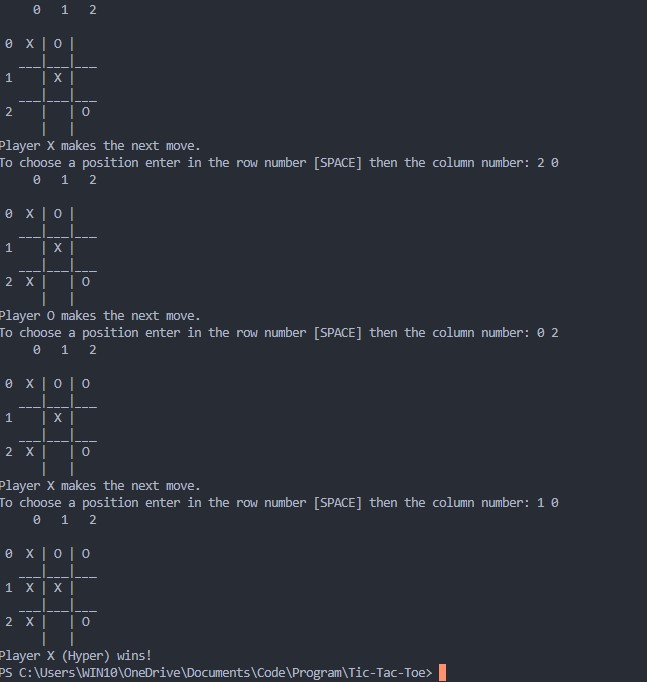 0  1  2

0  X | O |
  ___|___|___
1    | X |
  ___|___|___
2    |   | O
     |   |
Player X makes the next move.
To choose a position enter in the row number [SPACE] then the column number: 2 0
    0  1  2

0  X | O |
  ___|___|___
1    | X |
  ___|___|___
2  X |   | O
     |   |
Player O makes the next move.
To choose a position enter in the row number [SPACE] then the column number: 0 2
    0  1  2

0  X | O | O
  ___|___|___
1    | X |
  ___|___|___
2  X |   | O
     |   |
Player X makes the next move.
To choose a position enter in the row number [SPACE] then the column number: 1 0
    0  1  2

0  X | O | O
  ___|___|___
1  X | X |
  ___|___|___
2  X |   | O
     |   |
Player X (Hyper) wins!
PS C:\Users\WIN10\OneDrive\Documents\Code\Program\Tic-Tac-Toe>